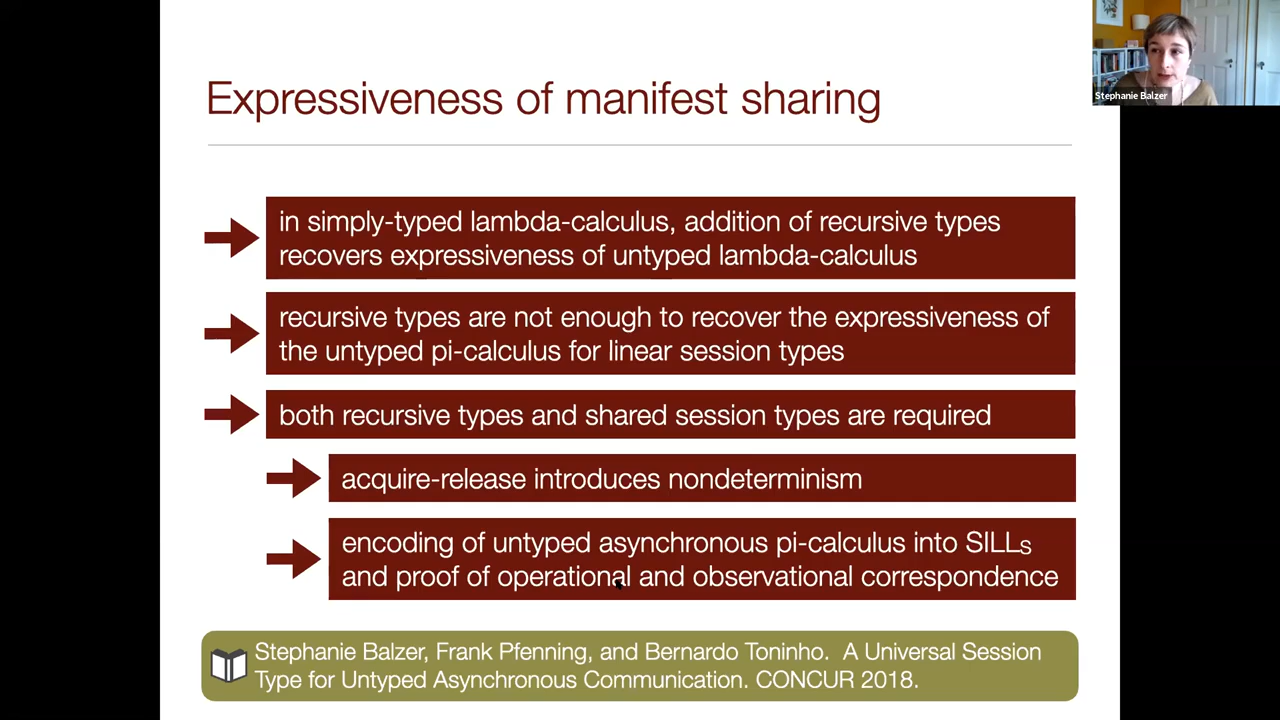 Expressiveness of manifest sharing
Stephanie Balzer
in simply-typed lambda-calculus, addition of recursive types
recovers expressiveness of untyped lambda-calculus
recursive types are not enough to recover the expressiveness of
the untyped pi-calculus for linear session types
both recursive types and shared session types are required
acquire-release introduces nondeterminism
encoding of untyped asynchronous pi-calculus into SILLS
and proof of operational and observational correspondence
Stephanie Balzer, Frank Pfenning, and Bernardo Toninho. A Universal Session
Type for Untyped Asynchronous Communication. CONCUR 2018.